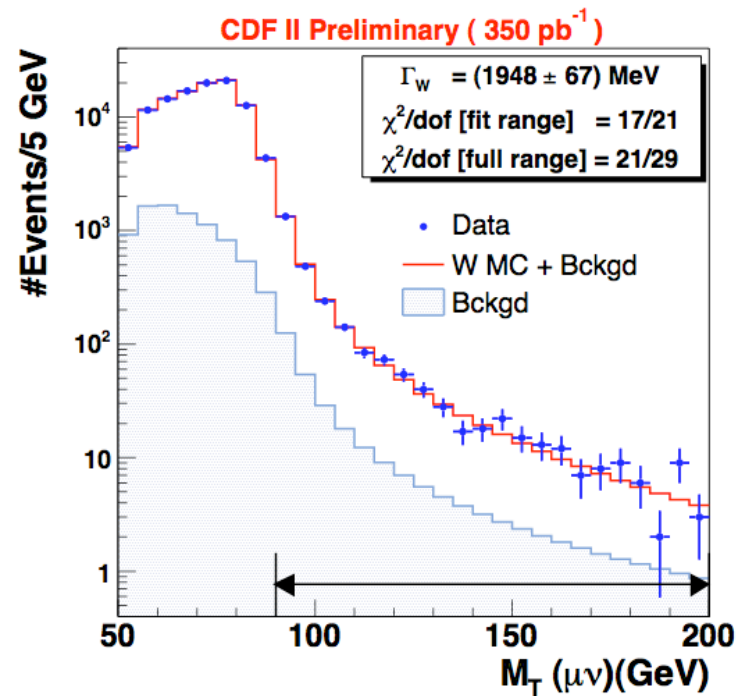 CDF II Preliminary ( 350 pb⁻¹ )
Γ_W = (1948 ± 67) MeV
χ²/dof [fit range] = 17/21
χ²/dof [full range] = 21/29
#Events/5 GeV
Data
W MC + Bckgd
Bckgd
10⁴
10³
10²
10
1
50
100
150
200
M_T (μν)(GeV)